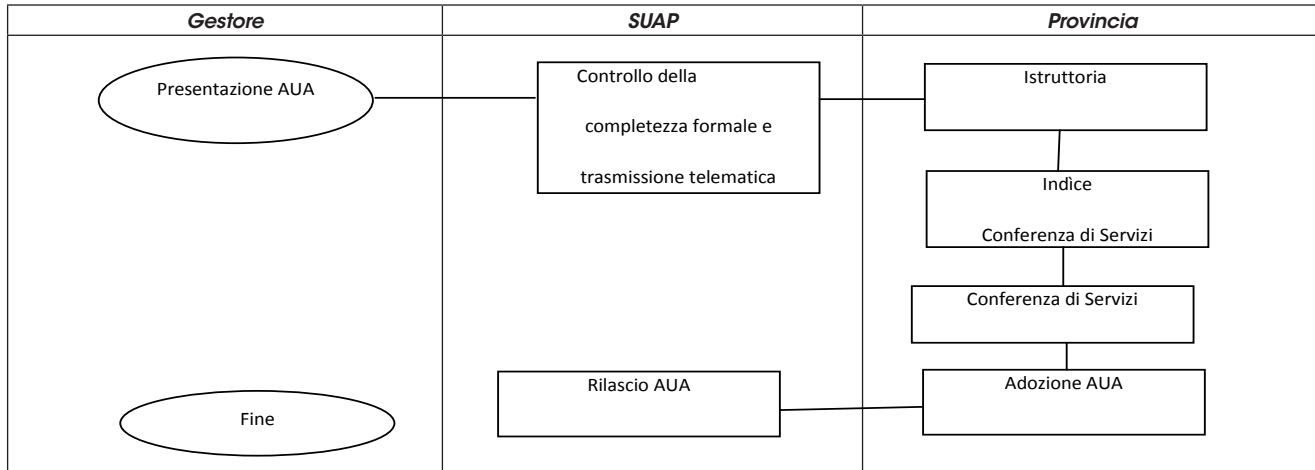 Gestore
SUAP
Provincia
Presentazione AUA
Controllo della
completezza formale e
trasmissione telematica
Istruttoria
Indìce
Conferenza di Servizi
Conferenza di Servizi
Adozione AUA
Rilascio AUA
Fine